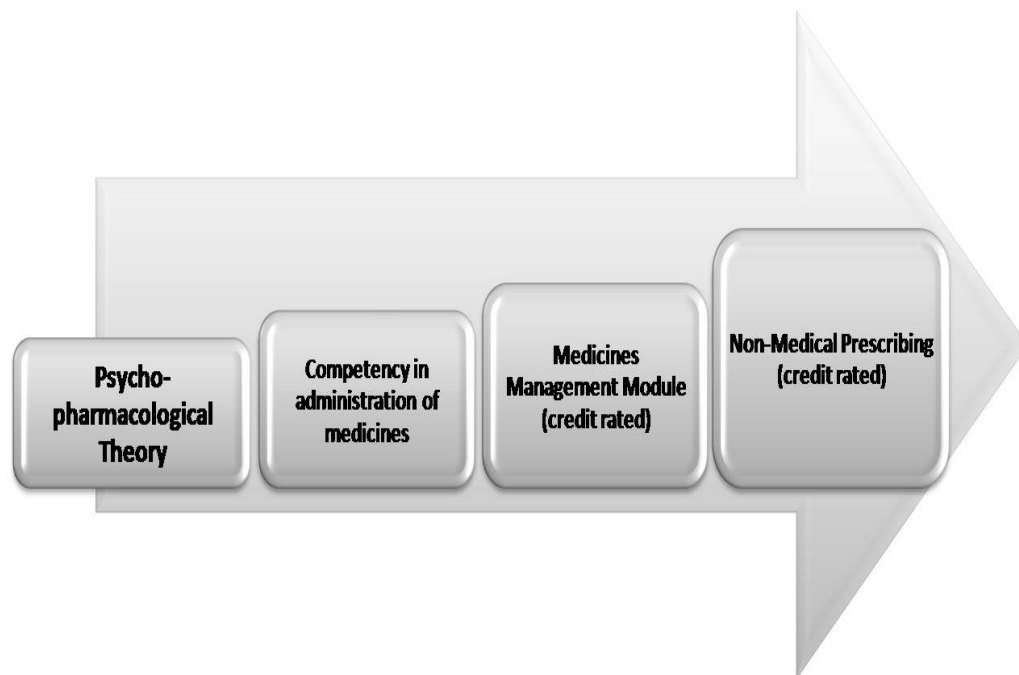 Psycho-
pharmacological
Theory
Competency in
administration of
medicines
Medicines
Management Module
(credit rated)
Non-Medical Prescribing
(credit rated)